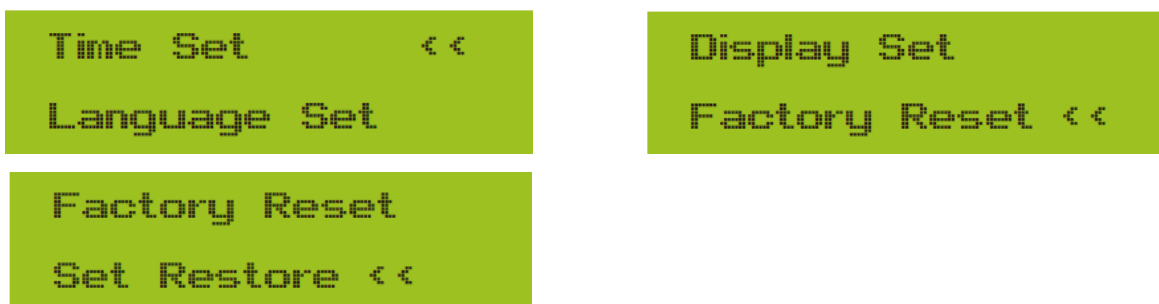 Time Set <<
Language Set
Display Set
Factory Reset <<
Factory Reset
Set Restore <<